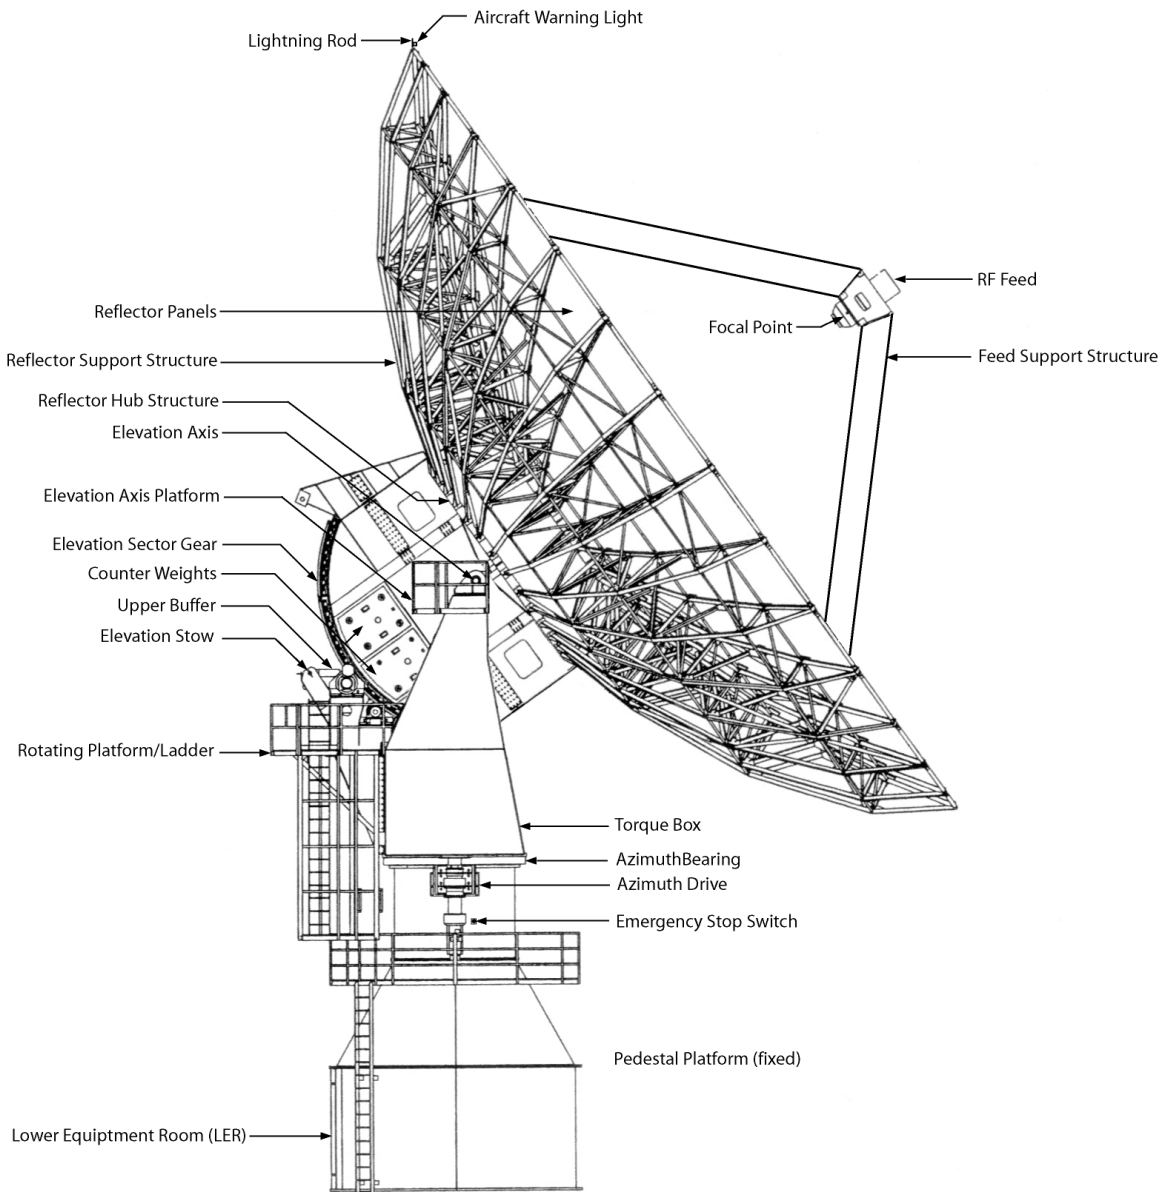 Aircraft Warning Light
Lightning Rod
RF Feed
Reflector Panels
Focal Point
Reflector Support Structure
Feed Support Structure
Reflector Hub Structure
Elevation Axis
Elevation Axis Platform
Elevation Sector Gear
Counter Weights
Upper Buffer
Elevation Stow
Rotating Platform/Ladder
Torque Box
AzimuthBearing
Azimuth Drive
Emergency Stop Switch
Pedestal Platform (fixed)
Lower Equiptment Room (LER)